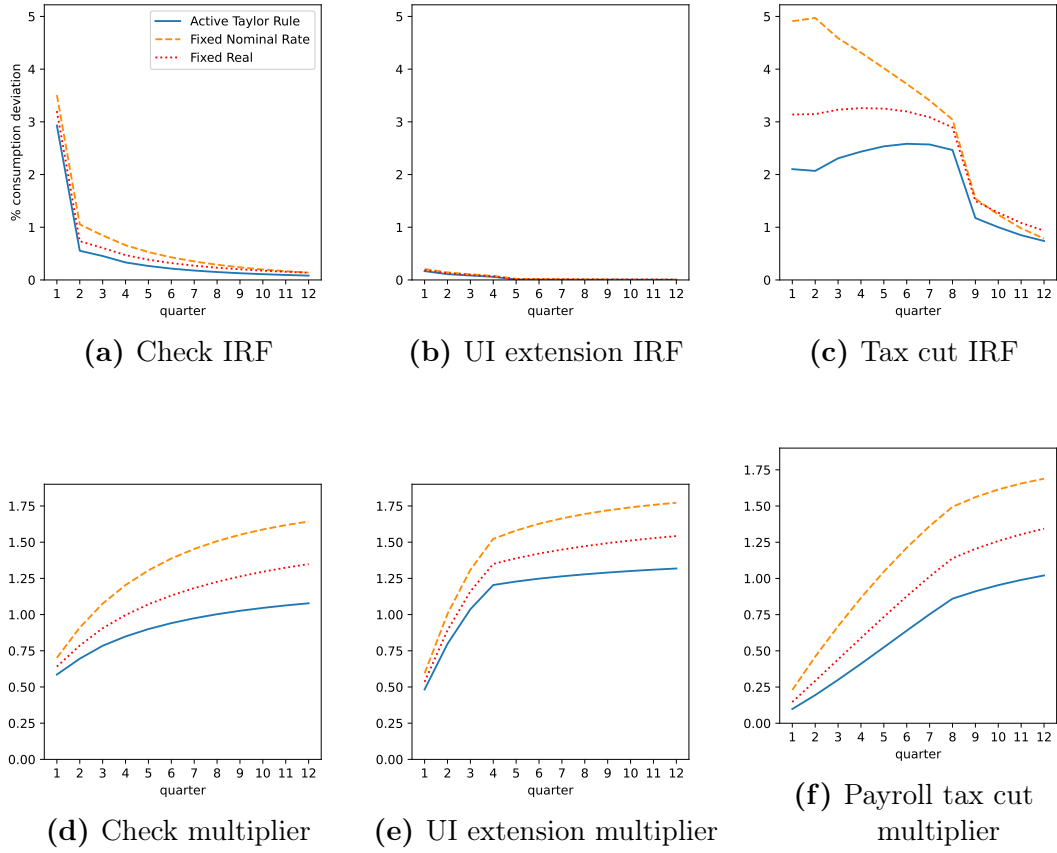 5
4
3
2
1
0
% consumption deviation
Active Taylor Rule
Fixed Nominal Rate
Fixed Real
1 2 3 4 5 6 7 8 9 10 11 12
quarter
(a) Check IRF
5
4
3
2
1
0
1 2 3 4 5 6 7 8 9 10 11 12
quarter
(b) UI extension IRF
5
4
3
2
1
0
1 2 3 4 5 6 7 8 9 10 11 12
quarter
(c) Tax cut IRF
1.75
1.50
1.25
1.00
0.75
0.50
0.25
0.00
1 2 3 4 5 6 7 8 9 10 11 12
quarter
(d) Check multiplier
1.75
1.50
1.25
1.00
0.75
0.50
0.25
0.00
1 2 3 4 5 6 7 8 9 10 11 12
quarter
(e) UI extension multiplier
1.75
1.50
1.25
1.00
0.75
0.50
0.25
0.00
1 2 3 4 5 6 7 8 9 10 11 12
quarter
(f) Payroll tax cut
multiplier